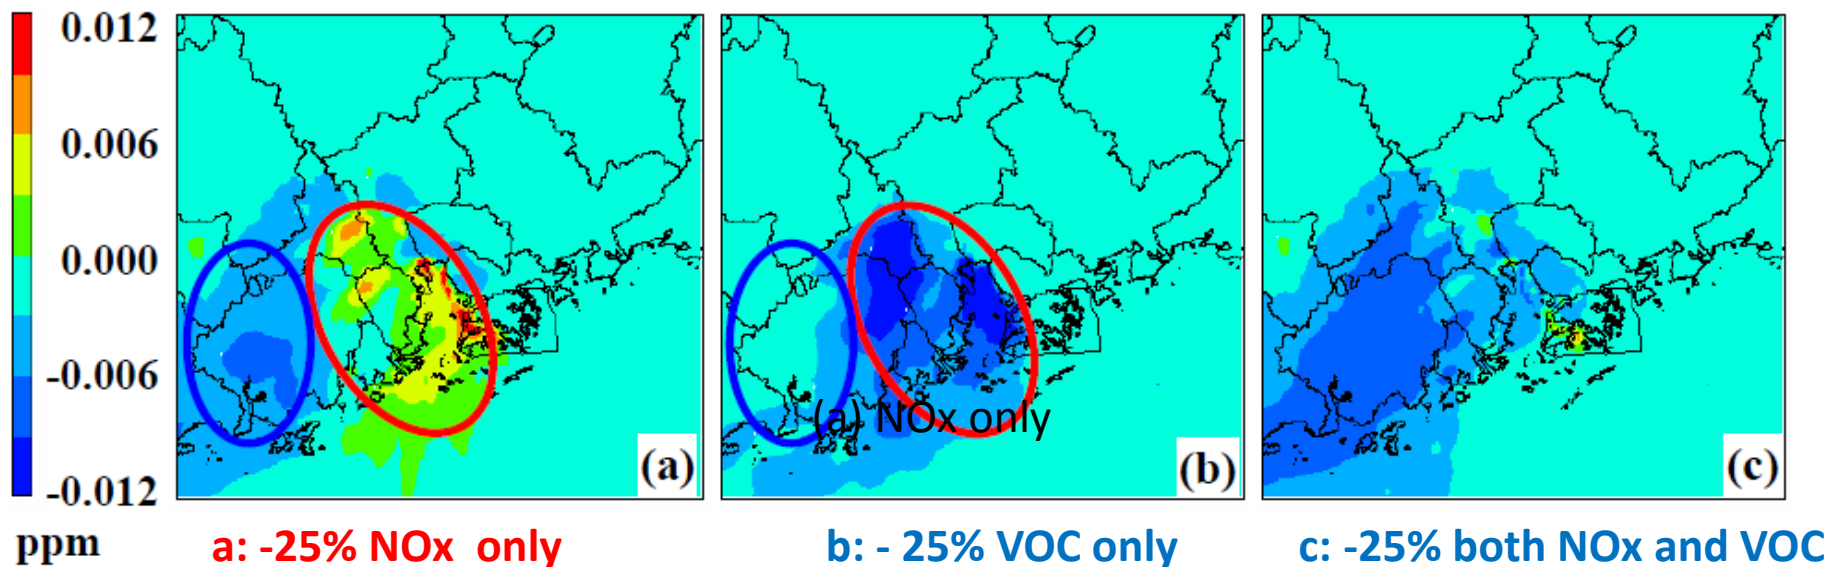 0.012
0.006
0.000
-0.006
-0.012
ppm
(a)
(a) NOx only
(b)
(c)
a: -25% NOx  only
b: - 25% VOC only
c: -25% both NOx and VOC